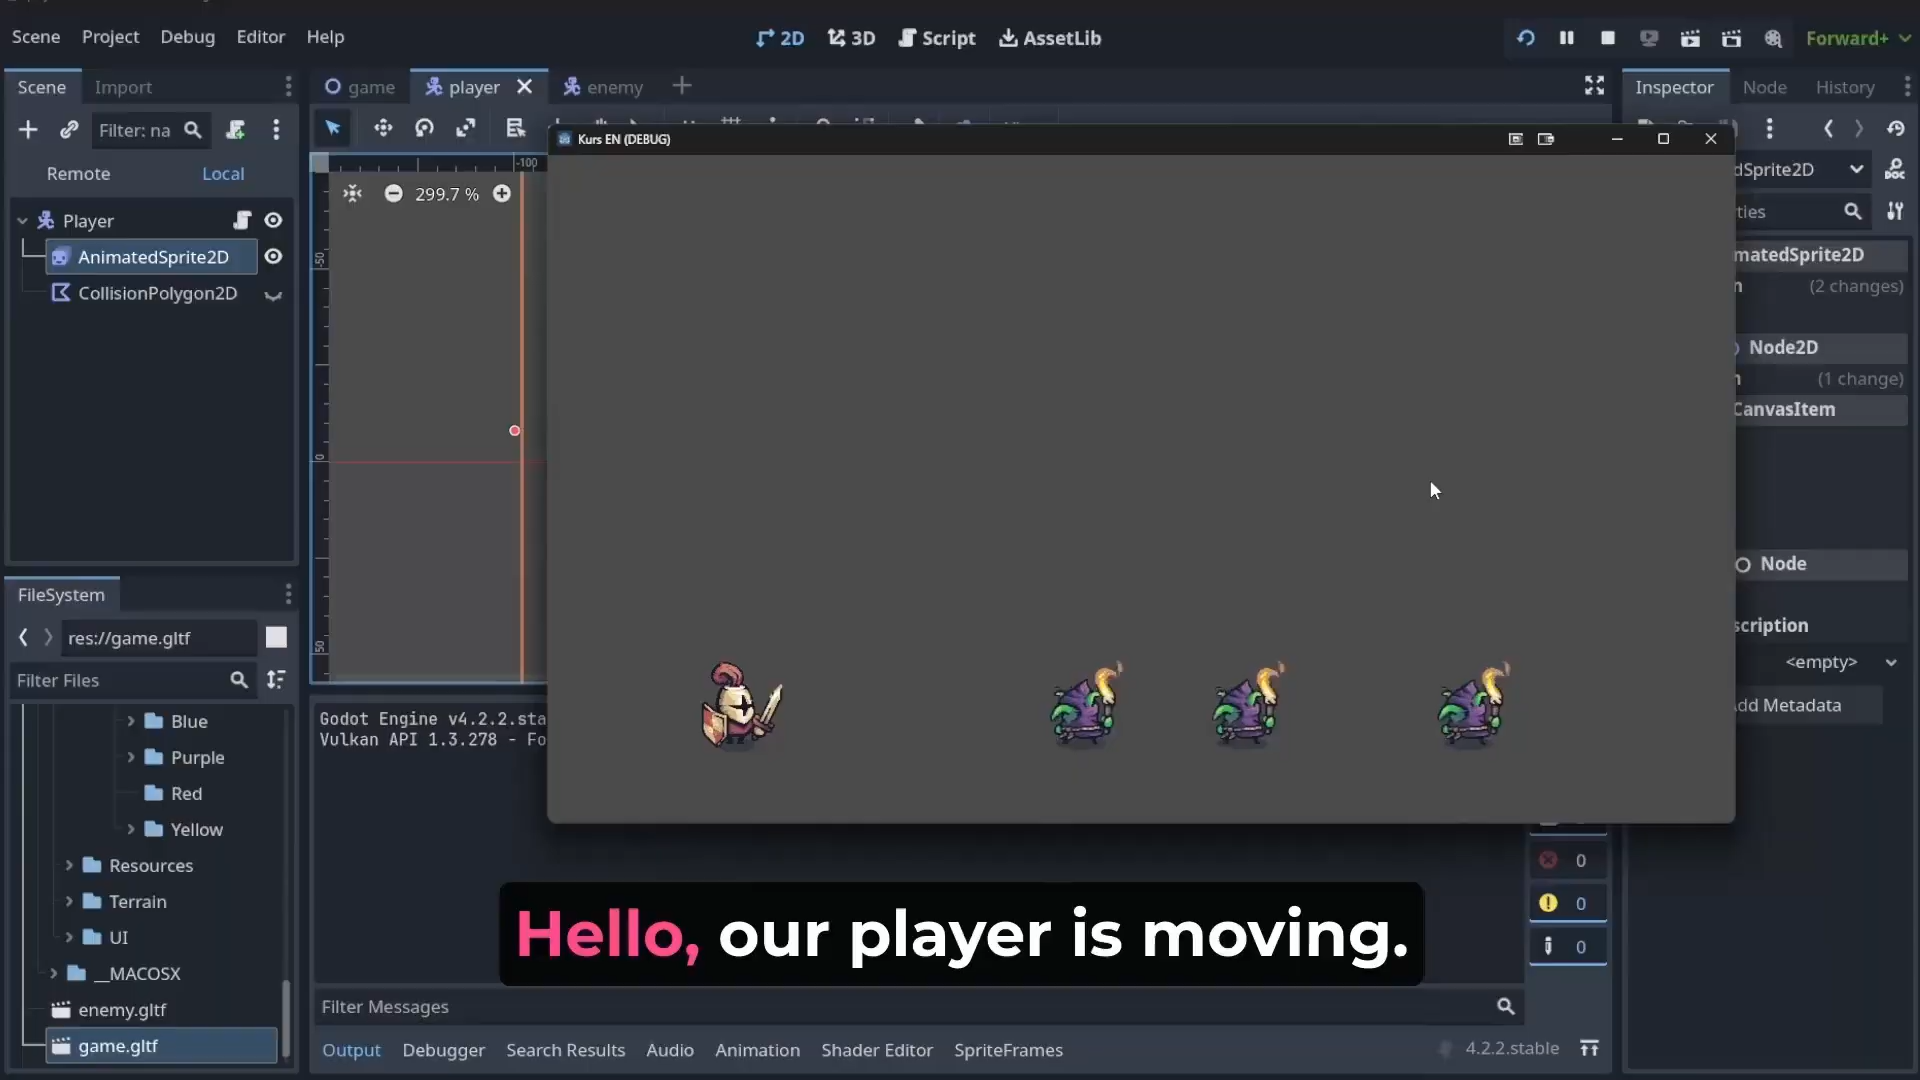 Scene Project Debug Editor Help
2D 3D Script AssetLib
Forward+
Scene Import
game player enemy
Inspector Node History
Filter: na
Kurs EN (DEBUG)
-100
Remote Local
299.7 %
dSprite2D
DOC
Player
ties
AnimatedSprite2D
matedSprite2D
-50
CollisionPolygon2D
n (2 changes)
Node2D
n (1 change)
CanvasItem
0
Node
FileSystem
scription
res://game.gltf
50
<empty>
Filter Files
dd Metadata
Godot Engine v4.2.2.sta
Blue
Vulkan API 1.3.278 - Fo
Purple
Red
Yellow
Resources
0
Terrain
0
Hello, our player is moving.
UI
0
__MACOSX
enemy.gltf
Filter Messages
game.gltf
Output Debugger Search Results Audio Animation Shader Editor SpriteFrames
4.2.2.stable